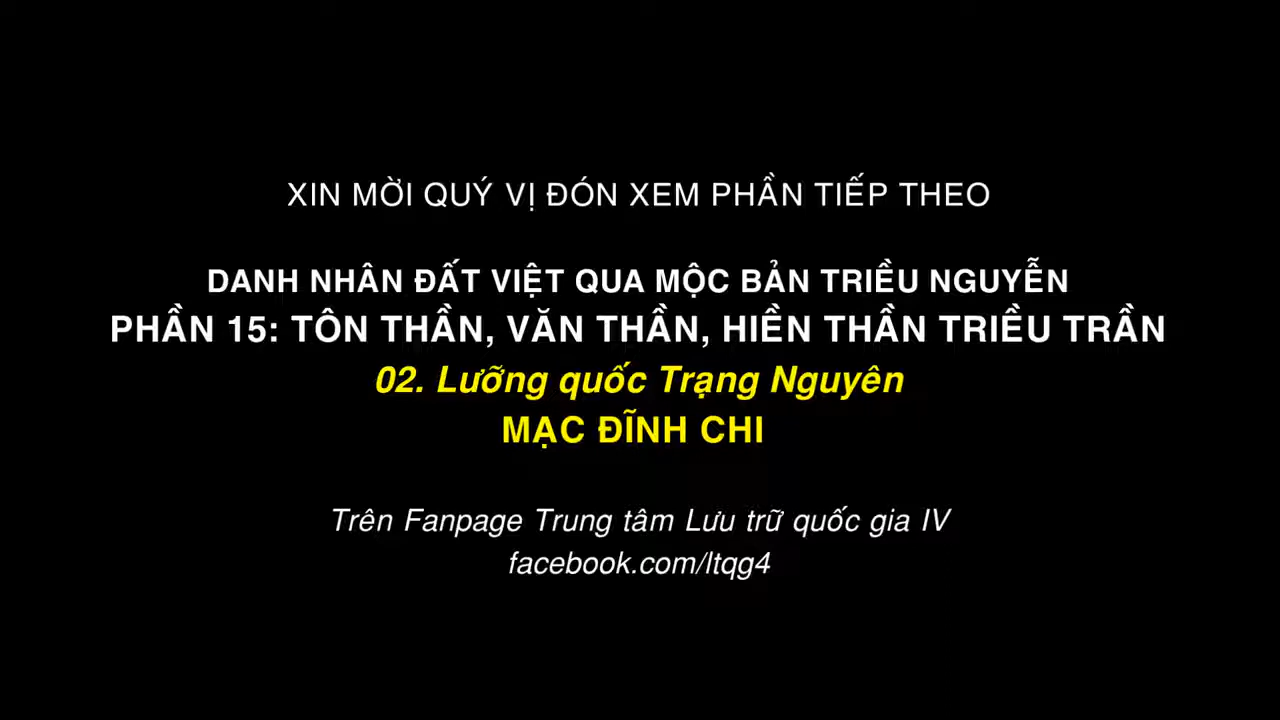 XIN MỜI QUÝ VỊ ĐÓN XEM PHẦN TIẾP THEO
DANH NHÂN ĐẤT VIỆT QUA MỘC BẢN TRIỀU NGUYỄN
PHẦN 15: TÔN THẦN, VĂN THẦN, HIỀN THẦN TRIỀU TRẦN
02. Lưỡng quốc Trạng Nguyên
MẠC ĐĨNH CHI
Trên Fanpage Trung tâm Lưu trữ quốc gia IV
facebook.com/ltqg4